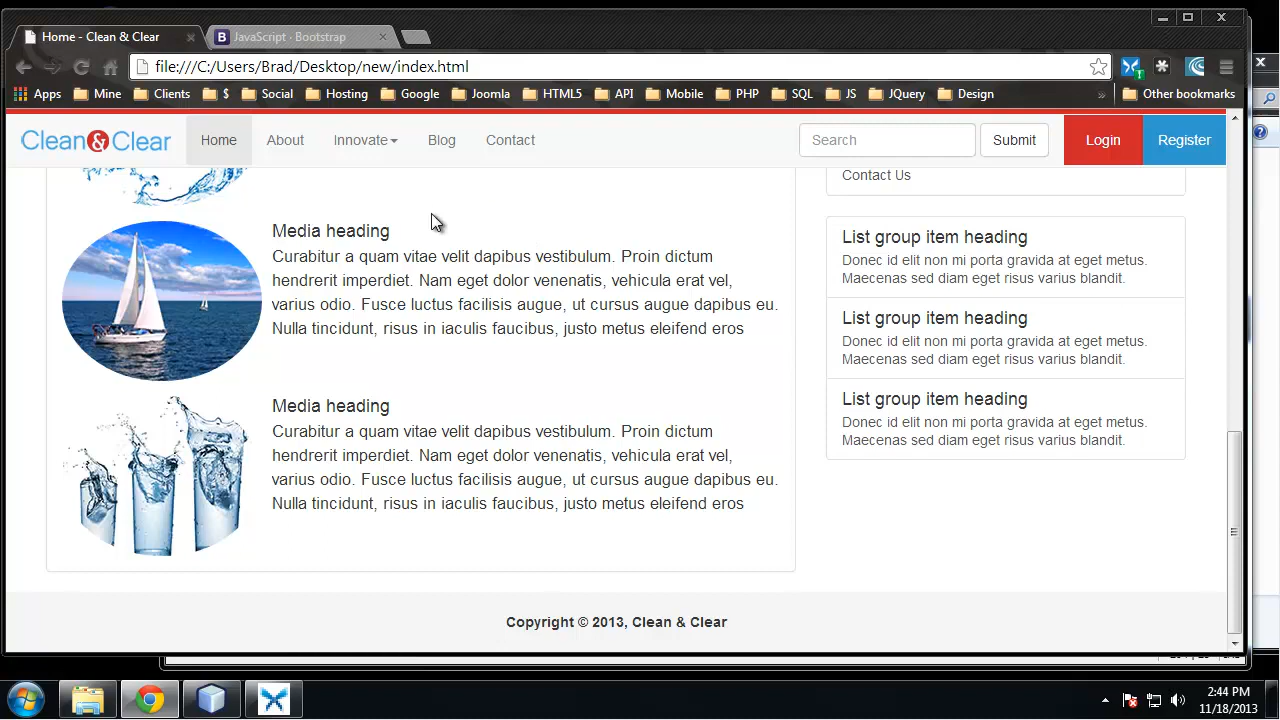 Home - Clean & Clear
JavaScript · Bootstrap
file:///C:/Users/Brad/Desktop/new/index.html
Apps Mine Clients $ Social Hosting Google Joomla HTML5 API Mobile PHP SQL JS JQuery Design » Other bookmarks
Clean&Clear Home About Innovate Blog Contact Search Submit Login Register
Contact Us
Media heading
Curabitur a quam vitae velit dapibus vestibulum. Proin dictum
hendrerit imperdiet. Nam eget dolor venenatis, vehicula erat vel,
varius odio. Fusce luctus facilisis augue, ut cursus augue dapibus eu.
Nulla tincidunt, risus in iaculis faucibus, justo metus eleifend eros
Media heading
Curabitur a quam vitae velit dapibus vestibulum. Proin dictum
hendrerit imperdiet. Nam eget dolor venenatis, vehicula erat vel,
varius odio. Fusce luctus facilisis augue, ut cursus augue dapibus eu.
Nulla tincidunt, risus in iaculis faucibus, justo metus eleifend eros
List group item heading
Donec id elit non mi porta gravida at eget metus.
Maecenas sed diam eget risus varius blandit.
List group item heading
Donec id elit non mi porta gravida at eget metus.
Maecenas sed diam eget risus varius blandit.
List group item heading
Donec id elit non mi porta gravida at eget metus.
Maecenas sed diam eget risus varius blandit.
Copyright © 2013, Clean & Clear
2:44 PM
11/18/2013